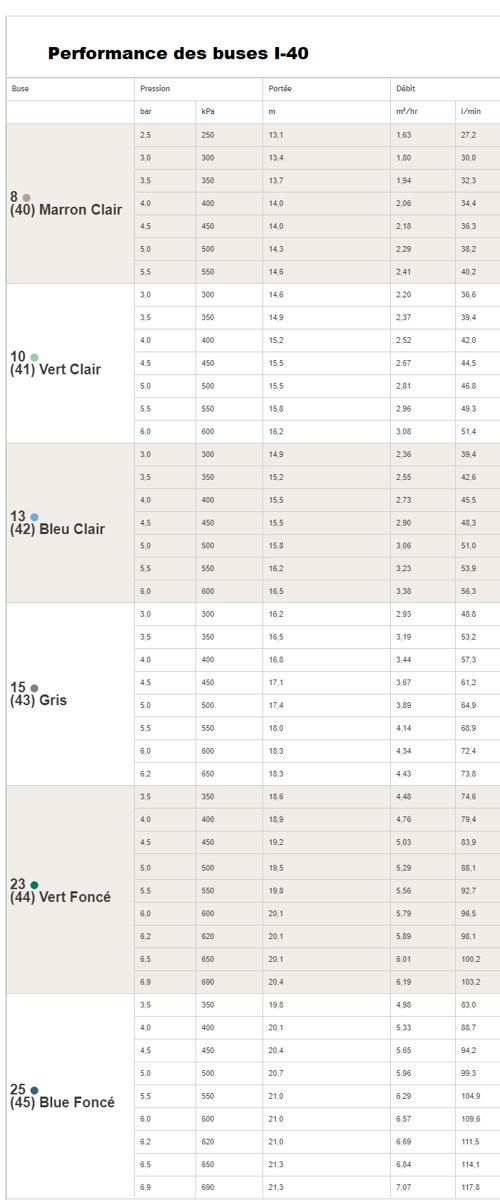 Performance des buses I-40
Buse Pression Portée Débit
bar kPa m m³/hr l/min
8
(40) Marron Clair
2,5 250 13,1 1,63 27,2
3.0 300 13,4 1,80 30,0
3.5 350 13,7 1,94 32,3
4.0 400 14,0 2,06 34,4
4.5 450 14,0 2,18 36,3
5.0 500 14,3 2,29 38,2
5.5 550 14,6 2,41 40,2
10
(41) Vert Clair
3.0 300 14,6 2,20 36,6
3,5 350 14,9 2,37 39,4
4.0 400 15,2 2,52 42,0
4,5 450 15,5 2,67 44,5
5.0 500 15,5 2,81 46,8
5,5 550 15,8 2,96 49,3
6.0 600 16,2 3,08 51,4
13
(42) Bleu Clair
3.0 300 14,9 2,36 39,4
3,5 350 15,2 2,55 42,6
4,0 400 15,5 2,73 45,5
4,5 450 15,5 2,90 48,3
5.0 500 15,8 3,06 51,0
5,5 550 16,2 3,23 53,9
6.0 600 16,5 3,38 56,3
15
(43) Gris
3.0 300 16,2 2,93 48,8
3,5 350 16,5 3,19 53,2
4,0 400 16,8 3,44 57,3
4,5 450 17,1 3,67 61,2
5,0 500 17,4 3,89 64,9
5,5 550 18,0 4,14 68,9
6,0 600 18,3 4,34 72,4
6,2 650 18,3 4,43 73,8
23
(44) Vert Foncé
3,5 350 18,6 4,48 74,6
4,0 400 18,9 4,76 79,4
4,5 450 19,2 5,03 83,9
5,0 500 19,5 5,29 88,1
5,5 550 19,8 5,56 92,7
6,0 600 20,1 5,79 96,5
6,2 620 20,1 5,89 98,1
6,5 650 20,1 6,01 100,2
6,9 690 20,4 6,19 103,2
25
(45) Blue Foncé
3,5 350 19,8 4,98 83,0
4,0 400 20,1 5,33 88,7
4,5 450 20,4 5,65 94,2
5,0 500 20,7 5,96 99,3
5,5 550 21,0 6,29 104,9
6,0 600 21,0 6,57 109,6
6,2 620 21,0 6,69 111,5
6,5 650 21,3 6,84 114,1
6,9 690 21,3 7,07 117,8